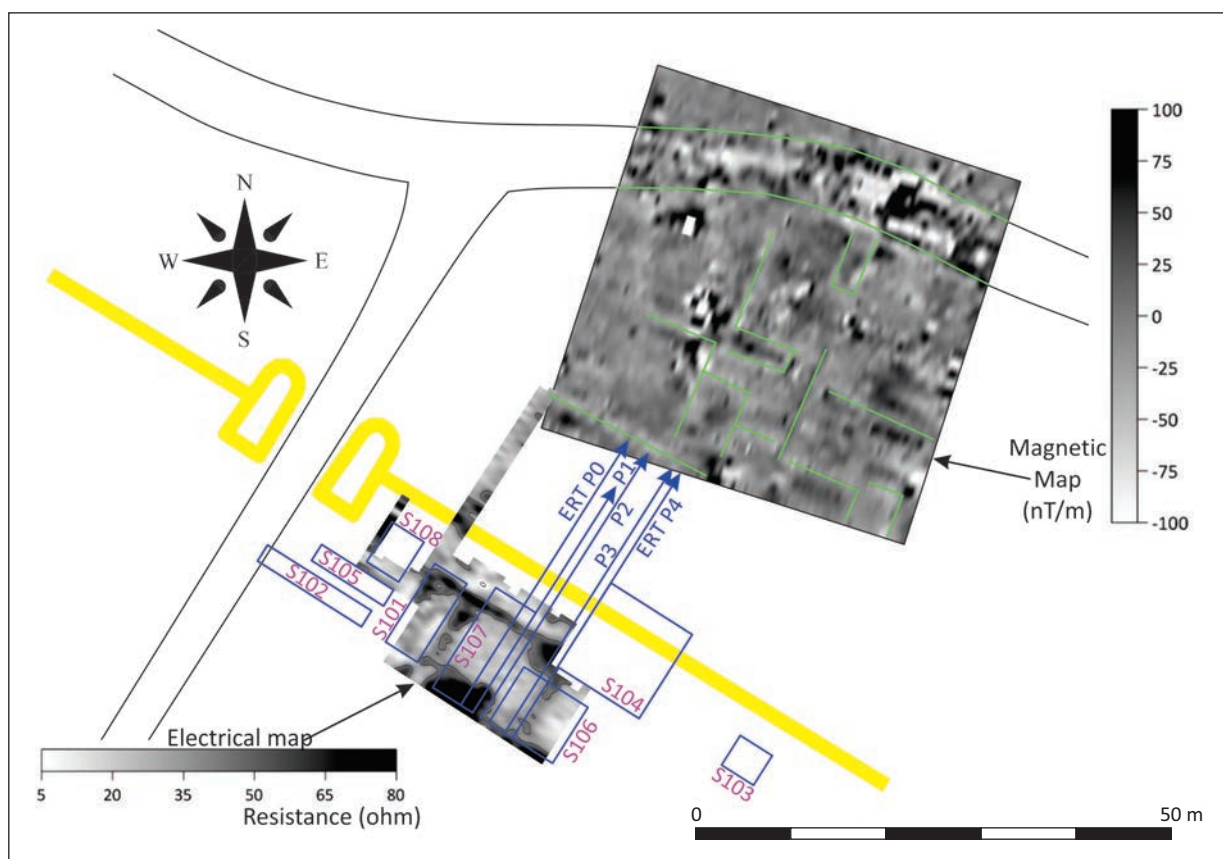 N
W
E
S
100
75
50
25
0
-25
-50
-75
-100
Magnetic
Map
(nT/m)
ERT P0
P1
P2
P3
ERT P4
S108
S105
S102
S101
S107
S104
S106
S103
Electrical map
5
20
35
50
65
80
Resistance (ohm)
0
50 m